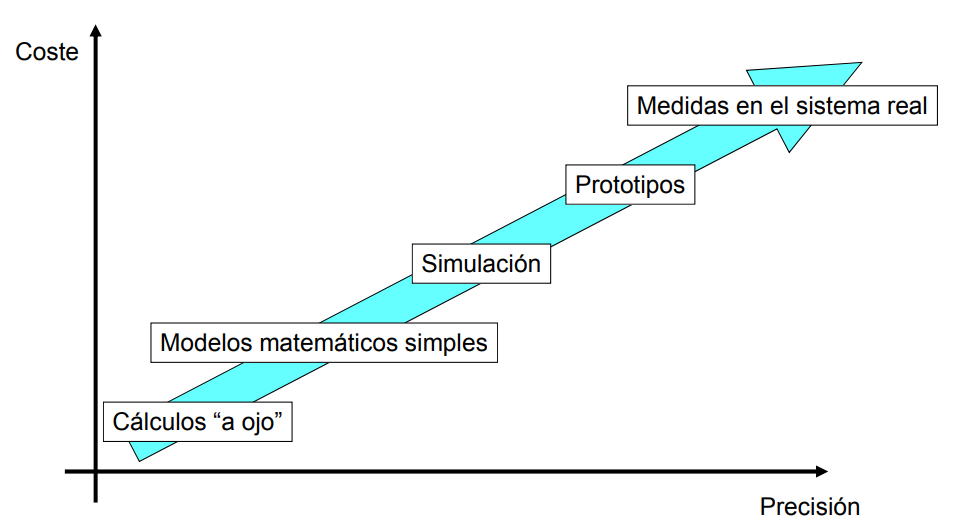 Coste
Medidas en el sistema real
Prototipos
Simulación
Modelos matemáticos simples
Cálculos “a ojo”
Precisión